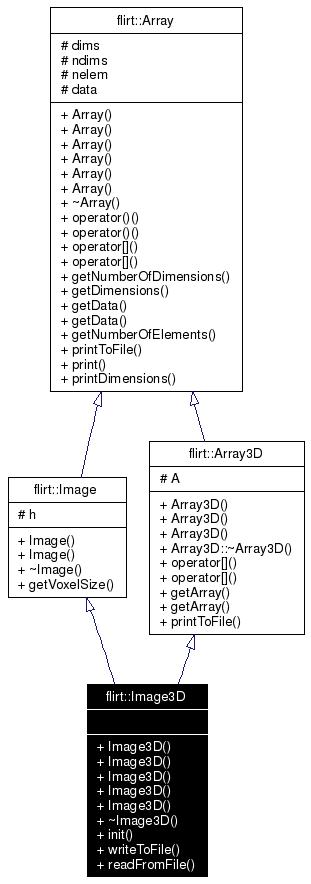 flirt::Array
# dims
# ndims
# nelem
# data
+ Array()
+ Array()
+ Array()
+ Array()
+ Array()
+ Array()
+ ~Array()
+ operator()()
+ operator()()
+ operator[]()
+ operator[]()
+ getNumberOfDimensions()
+ getDimensions()
+ getData()
+ getData()
+ getNumberOfElements()
+ printToFile()
+ print()
+ printDimensions()
flirt::Image
# h
+ Image()
+ Image()
+ ~Image()
+ getVoxelSize()
flirt::Array3D
# A
+ Array3D()
+ Array3D()
+ Array3D()
+ Array3D::~Array3D()
+ operator[]()
+ operator[]()
+ getArray()
+ getArray()
+ printToFile()
flirt::Image3D
+ Image3D()
+ Image3D()
+ Image3D()
+ Image3D()
+ Image3D()
+ ~Image3D()
+ init()
+ writeToFile()
+ readFromFile()